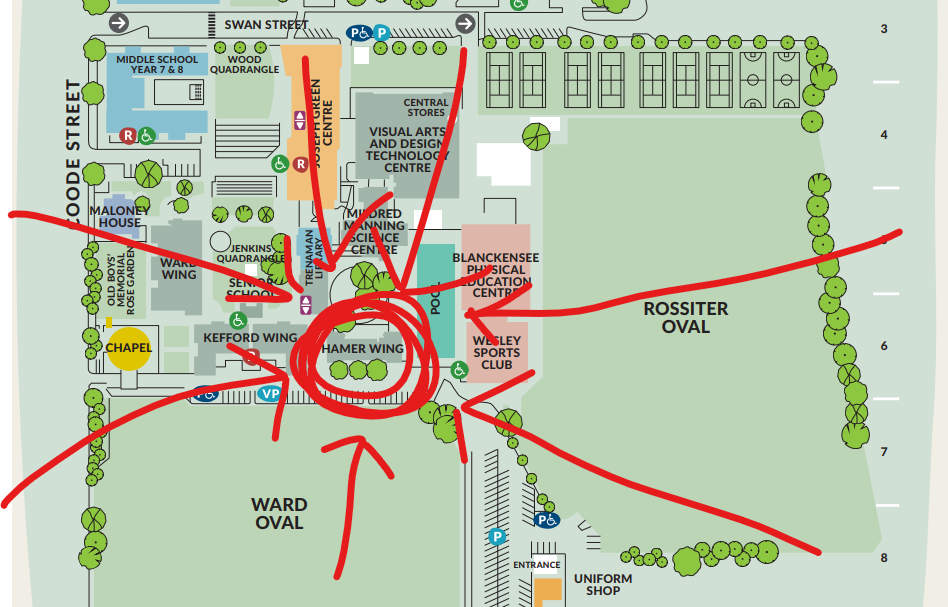 SWAN STREET
3
P
MIDDLE SCHOOL
YEAR 7 & 8
WOOD
QUADRANGLE
COODE STREET
JOSEPH GREEN
CENTRE
CENTRAL
STORES
VISUAL ARTS
AND DESIGN
TECHNOLOGY
CENTRE
4
R
R
MALONEY
HOUSE
OLD BOYS'
MEMORIAL
ROSE GARDEN
WARD
WING
JENKINS
QUADRANGLE
SENIOR
SCHOOL
TRENAMAN
LIBRARY
MILDRED
MANNING
SCIENCE
CENTRE
POOL
BLANCKENSEE
PHYSICAL
EDUCATION
CENTRE
ROSSITER
OVAL
CHAPEL
KEFFORD WING
HAMER WING
WESLEY
SPORTS
CLUB
6
P
VP
7
WARD
OVAL
P
P
ENTRANCE
UNIFORM
SHOP
8